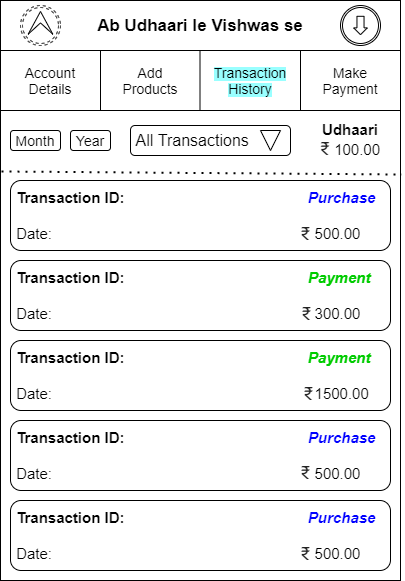 Ab Udhaari le Vishwas se
Account Details
Add Products
Transaction History
Make Payment
Month
Year
All Transactions
Udhaari
₹ 100.00
Transaction ID: Purchase
Date: ₹ 500.00
Transaction ID: Payment
Date: ₹ 300.00
Transaction ID: Payment
Date: ₹1500.00
Transaction ID: Purchase
Date: ₹ 500.00
Transaction ID: Purchase
Date: ₹ 500.00